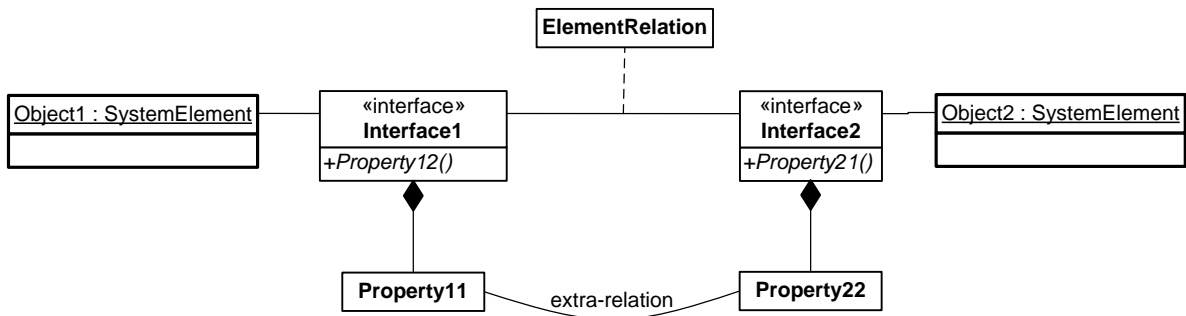 ElementRelation
Object1 : SystemElement
«interface»
Interface1
+Property12()
«interface»
Interface2
+Property21()
Object2 : SystemElement
Property11
extra-relation
Property22